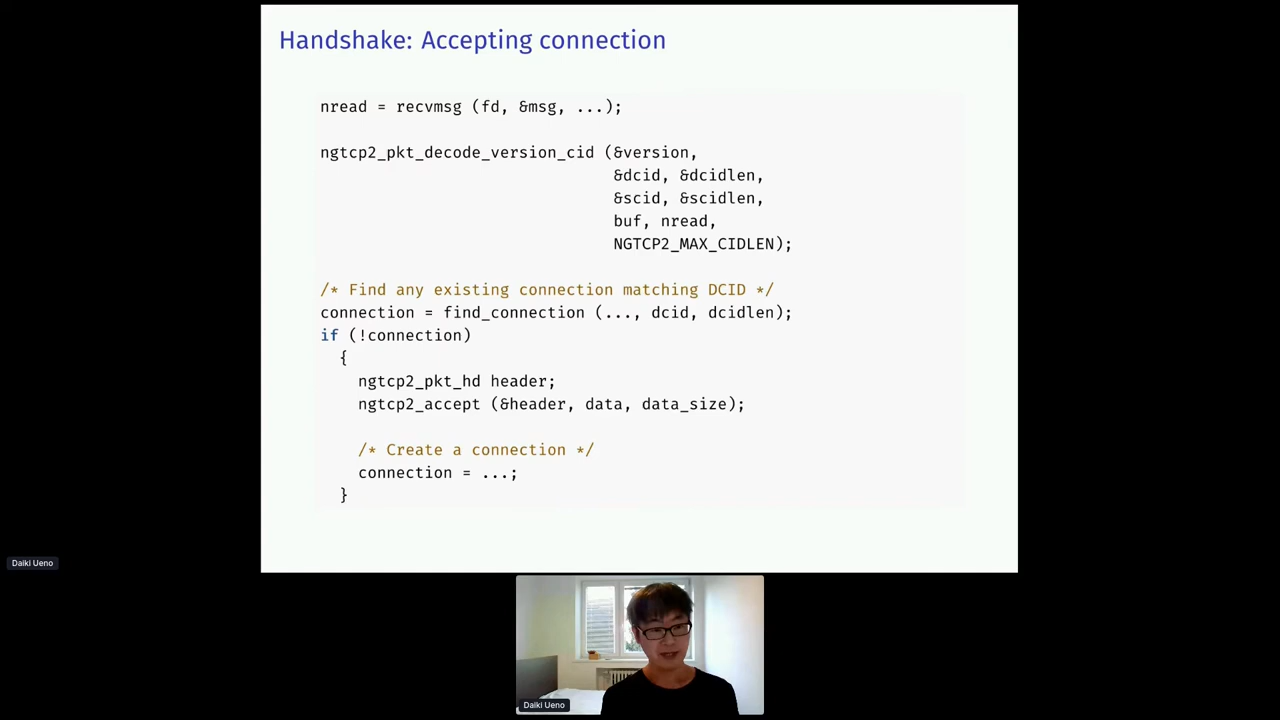 Handshake: Accepting connection
nread = recvmsg (fd, &msg, ...);
ngtcp2_pkt_decode_version_cid (&version,
&dcid, &dcidlen,
&scid, &scidlen,
buf, nread,
NGTCP2_MAX_CIDLEN);
/* Find any existing connection matching DCID */
connection = find_connection (..., dcid, dcidlen);
if (!connection)
{
ngtcp2_pkt_hd header;
ngtcp2_accept (&header, data, data_size);
/* Create a connection */
connection = ...;
}
Daiki Ueno
Daiki Ueno